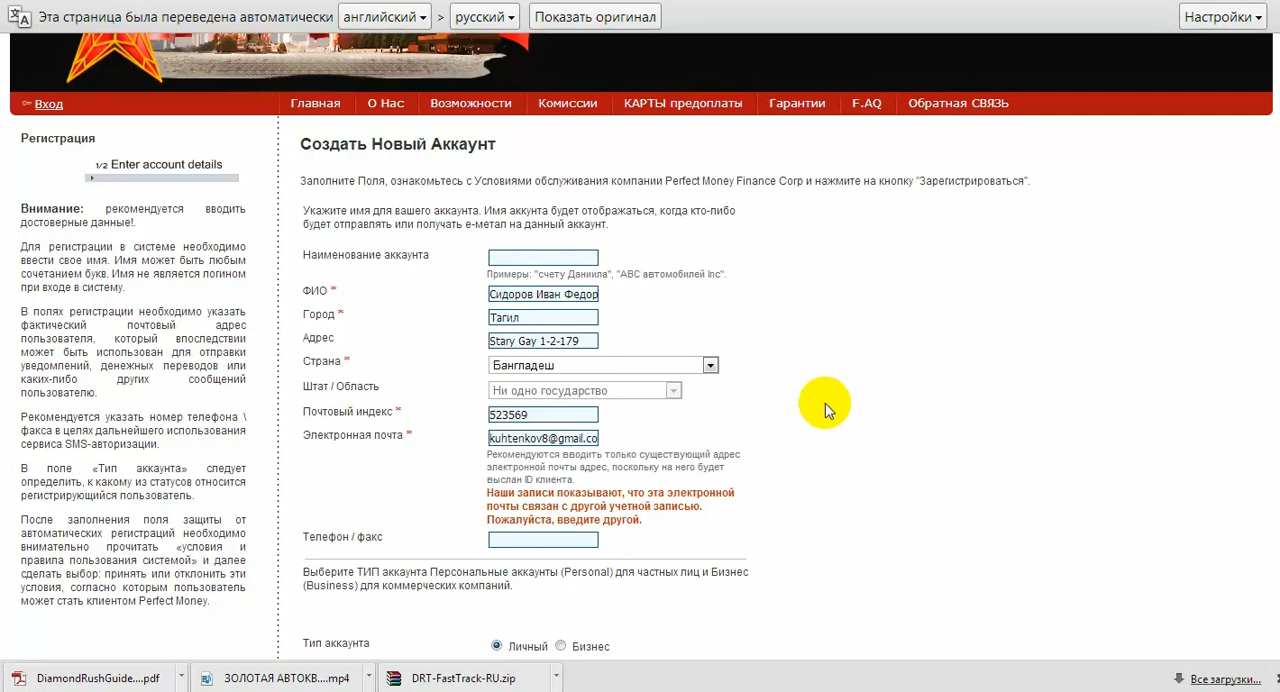 Эта страница была переведена автоматически английский > русский Показать оригинал Настройки
Вход
Главная О Нас Возможности Комиссии КАРТЫ предоплаты Гарантии F.AQ Обратная СВЯЗЬ
Регистрация
1/2 Enter account details
Внимание: рекомендуется вводить
достоверные данные!.
Для регистрации в системе необходимо
ввести свое имя. Имя может быть любым
сочетанием букв. Имя не является логином
при входе в систему.
В полях регистрации необходимо указать
фактический почтовый адрес
пользователя, который впоследствии
может быть использован для отправки
уведомлений, денежных переводов или
каких-либо других сообщений
пользователю.
Рекомендуется указать номер телефона \
факса в целях дальнейшего использования
сервиса SMS-авторизации.
В поле «Тип аккаунта» следует
определить, к какому из статусов относится
регистрирующийся пользователь.
После заполнения поля защиты от
автоматических регистраций необходимо
внимательно прочитать «условия и
правила пользования системой» и далее
сделать выбор: принять или отклонить эти
условия, согласно которым пользователь
может стать клиентом Perfect Money.
Создать Новый Аккаунт
Заполните Поля, ознакомьтесь с Условиями обслуживания компании Perfect Money Finance Corp и нажмите на кнопку "Зарегистрироваться".
Укажите имя для вашего аккаунта. Имя аккаунта будет отображаться, когда кто-либо
будет отправлять или получать е-метал на данный аккаунт.
Наименование аккаунта
Примеры: "счету Даниила", "ABC автомобилей Inc".
ФИО * Сидоров Иван Федор
Город * Тагил
Адрес Stary Gay 1-2-179
Страна * Бангладеш
Штат / Область Ни одно государство
Почтовый индекс * 523569
Электронная почта * kuhtenkov8@gmail.co
Рекомендуются вводить только существующий адрес
электронной почты адрес, поскольку на него будет
выслан ID клиента.
Наши записи показывают, что эта электронной
почты связан с другой учетной записью.
Пожалуйста, введите другой.
Телефон / факс
Выберите ТИП аккаунта Персональные аккаунты (Personal) для частных лиц и Бизнес
(Business) для коммерческих компаний.
Тип аккаунта Личный Бизнес
DiamondRushGuide....pdf ЗОЛОТАЯ АВТОКВ....mp4 DRT-FastTrack-RU.zip Все загрузки...